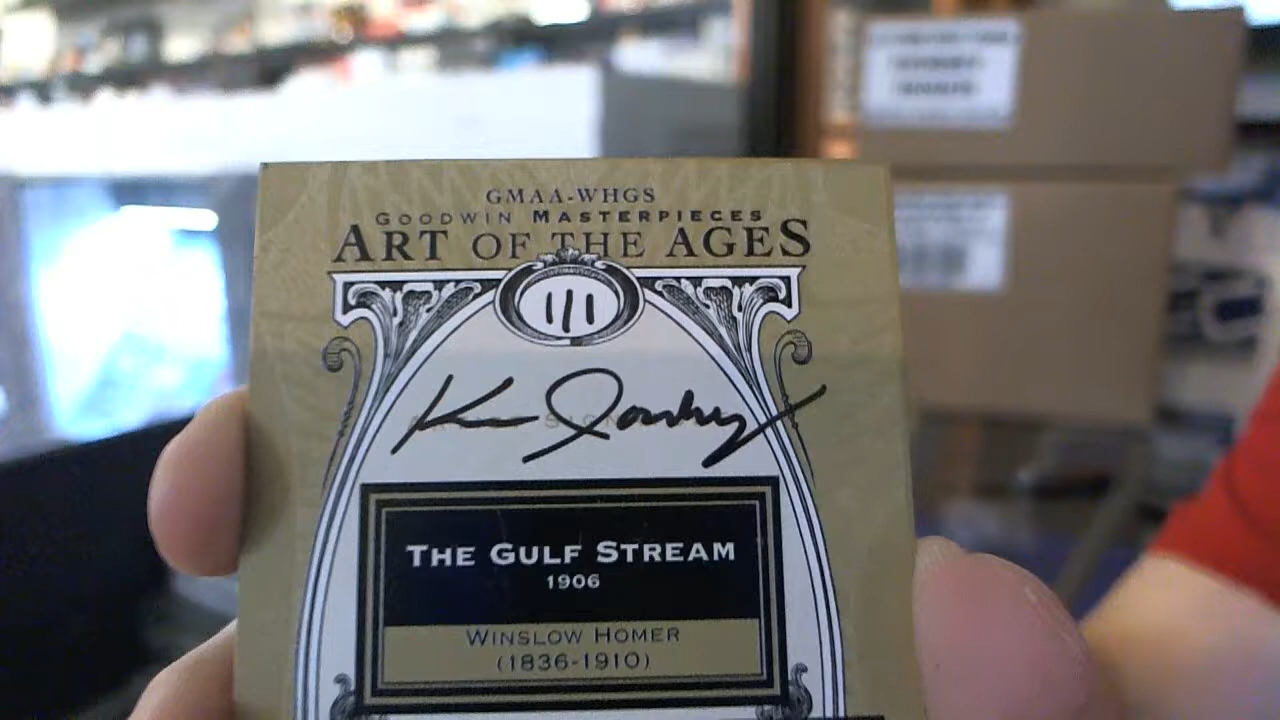 GMAA-WHGS
GOODWIN MASTERPIECES
ART OF THE AGES
1/1
THE GULF STREAM
1906
WINSLOW HOMER
(1836-1910)